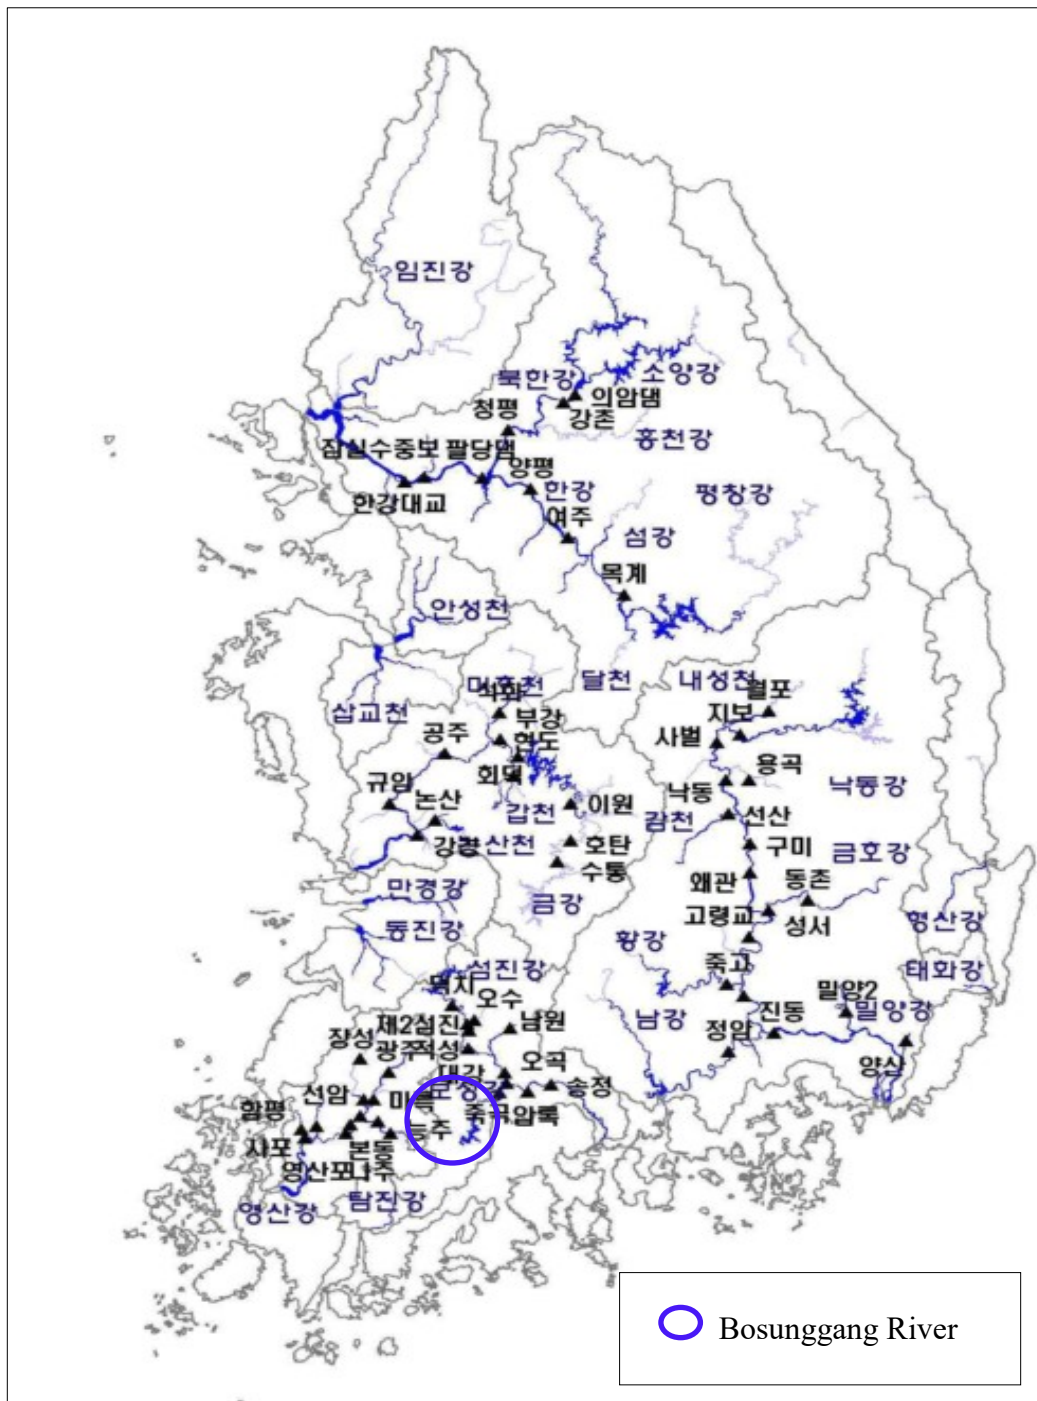 임진강
북한강
소양강
의암댐
청평
강촌
홍천강
잠실수중보 팔당댐
양평
한강
평창강
한강대교
여주
섬강
목계
안성천
달천
내성천
월포
석화
삽교천
지보
부강
사벌
공주
현도
회덕
용곡
규암
논산
갑천
이원
낙동
낙동강
감천
선산
강경
호탄
구미
금호강
수통
왜관
동촌
만경강
금강
고령교
성서
형산강
동진강
황강
섬진강
죽고
태화강
오수
밀양2
밀양강
제2섬진
남원
남강
진동
장성
광주
적성
정암
오곡
양산
송정
선암
죽곡
압록
함평
능주
사포
본동
영산포
나주
탐진강
영산강
Bosunggang River